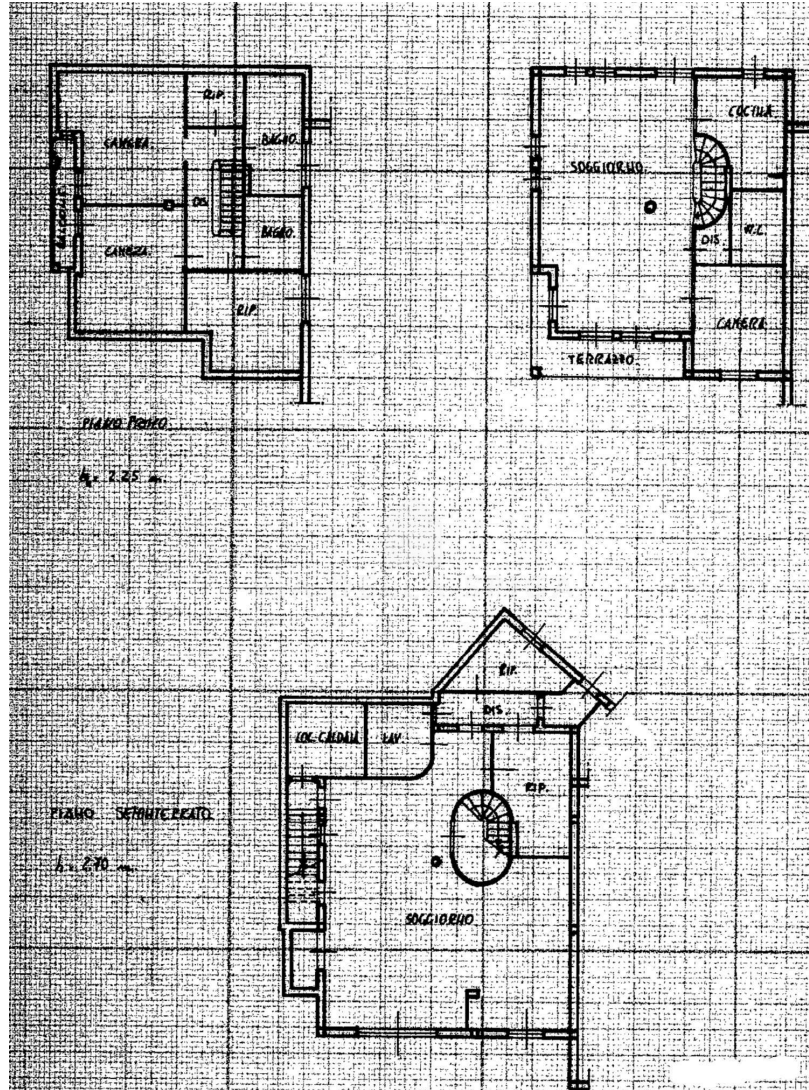 RIP.
CAMERA.
BAGNO.
BALCONE
DIS.
CAMERA.
BAGNO.
RIP.
PIANO PRIMO
h= 2.25 m.
CUCINA
SOGGIORNO.
DIS.
W.C.
CAMERA.
TERRAZZO.
RIP.
DIS.
LOC. CALDAIA
LAV.
RIP.
PIANO SEMINTERRATO
h= 2.70 m.
SOGGIORNO